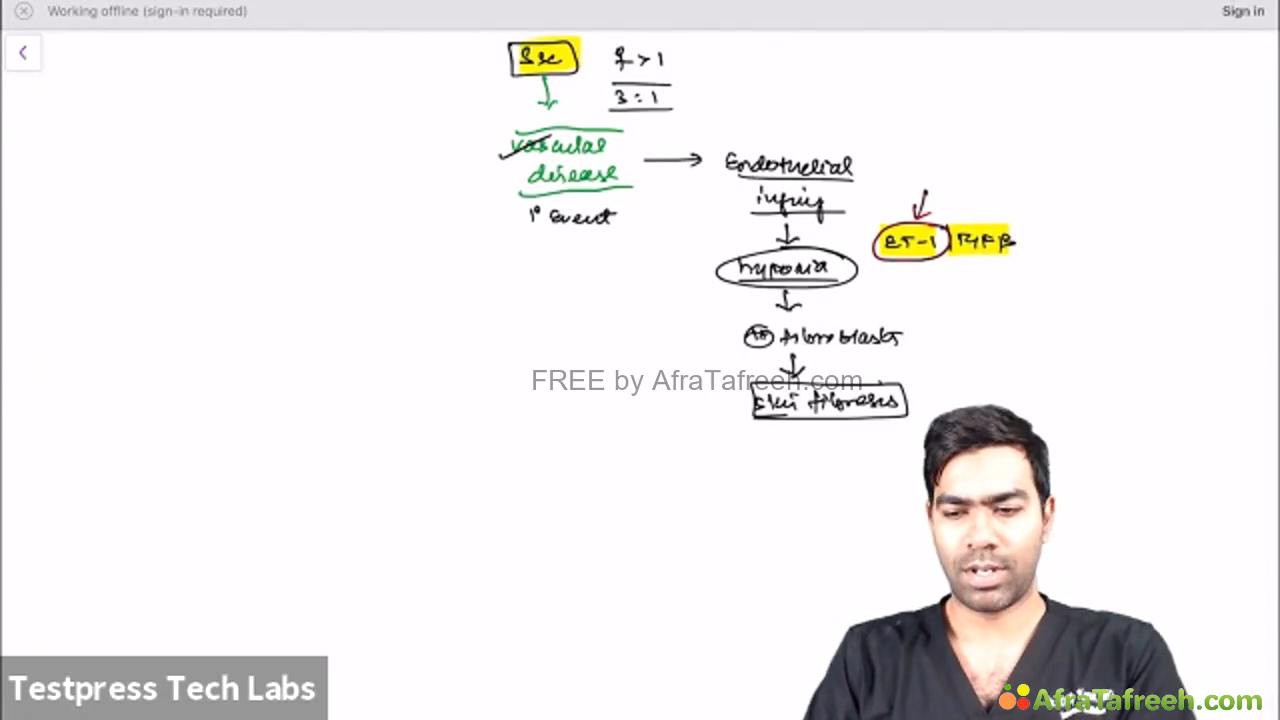 Working offline (sign-in required)
Sign in
SSc
♀ > 1
3 : 1
vascular
disease
1° event
Endothelial
injury
ET-1 | TGF β
hypoxia
fibroblasts
FREE by AfraTafreeh.com
skin fibrosis
Testpress Tech Labs
AfraTafreeh.com